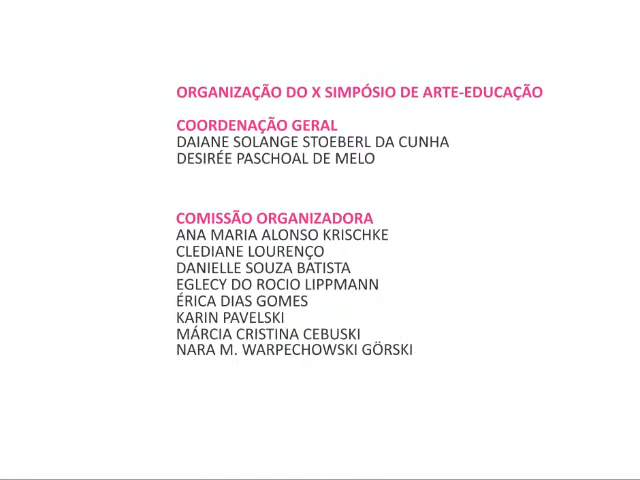 ORGANIZAÇÃO DO X SIMPÓSIO DE ARTE-EDUCAÇÃO
COORDENAÇÃO GERAL
DAIANE SOLANGE STOEBERL DA CUNHA
DESIRÉE PASCHOAL DE MELO
COMISSÃO ORGANIZADORA
ANA MARIA ALONSO KRISCHKE
CLEDIANE LOURENÇO
DANIELLE SOUZA BATISTA
EGLECY DO ROCIO LIPPMANN
ÉRICA DIAS GOMES
KARIN PAVELSKI
MÁRCIA CRISTINA CEBUSKI
NARA M. WARPECHOWSKI GÖRSKI